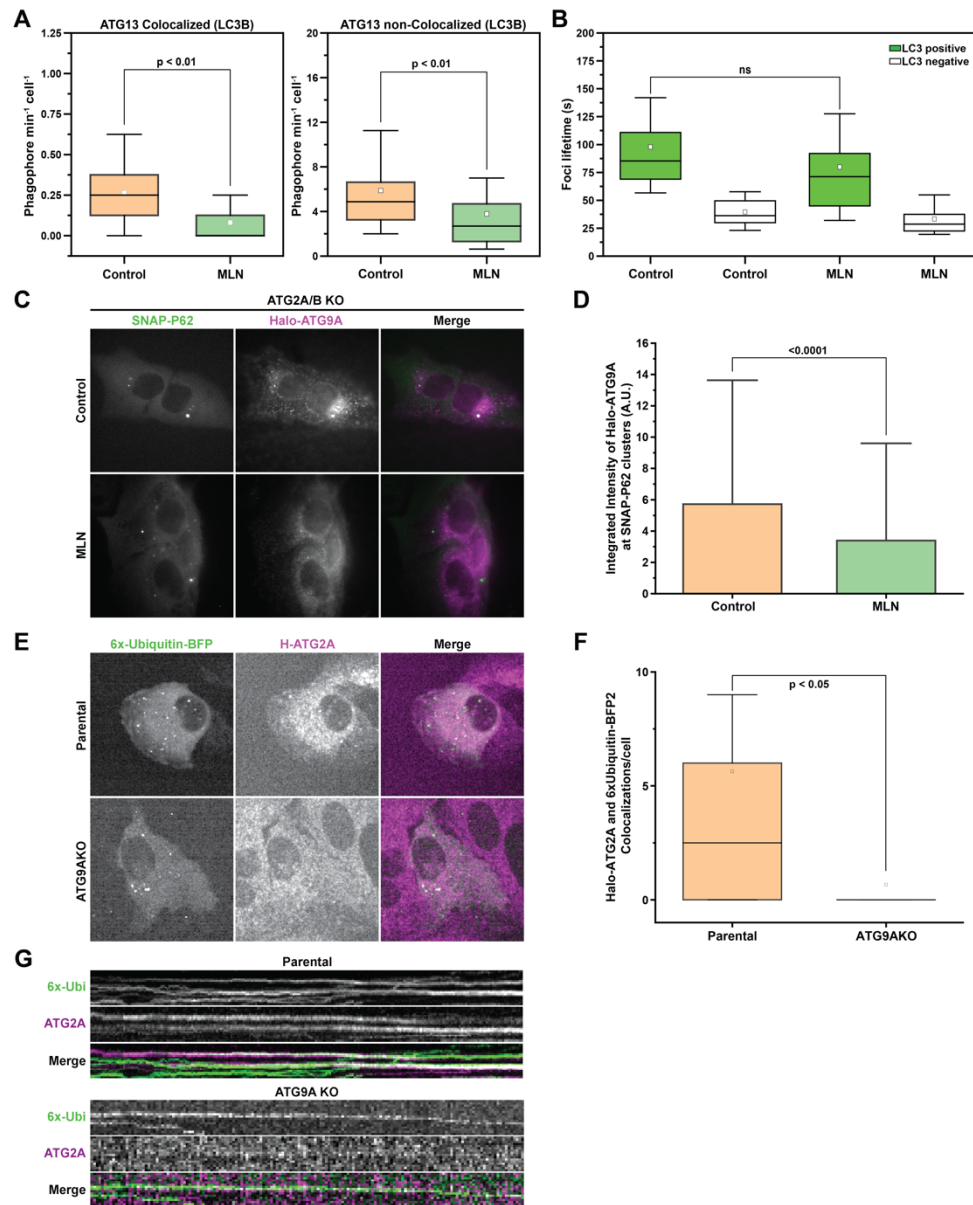 A
ATG13 Colocalized (LC3B)
Phagophore min⁻¹ cell⁻¹
1.25
1.00
0.75
0.50
0.25
0.00
p < 0.01
Control
MLN
ATG13 non-Colocalized (LC3B)
Phagophore min⁻¹ cell⁻¹
20
16
12
8
4
0
p < 0.01
Control
MLN
B
Foci lifetime (s)
200
175
150
125
100
75
50
25
0
ns
LC3 positive
LC3 negative
Control
Control
MLN
MLN
C
ATG2A/B KO
SNAP-P62
Halo-ATG9A
Merge
Control
MLN
D
Integrated Intensity of Halo-ATG9A
at SNAP-P62 clusters (A.U.)
16
14
12
10
8
6
4
2
0
<0.0001
Control
MLN
E
6x-Ubiquitin-BFP
H-ATG2A
Merge
Parental
ATG9AKO
F
Halo-ATG2A and 6xUbiquitin-BFP2
Colocalizations/cell
10
5
0
p < 0.05
Parental
ATG9AKO
G
Parental
6x-Ubi
ATG2A
Merge
ATG9A KO
6x-Ubi
ATG2A
Merge